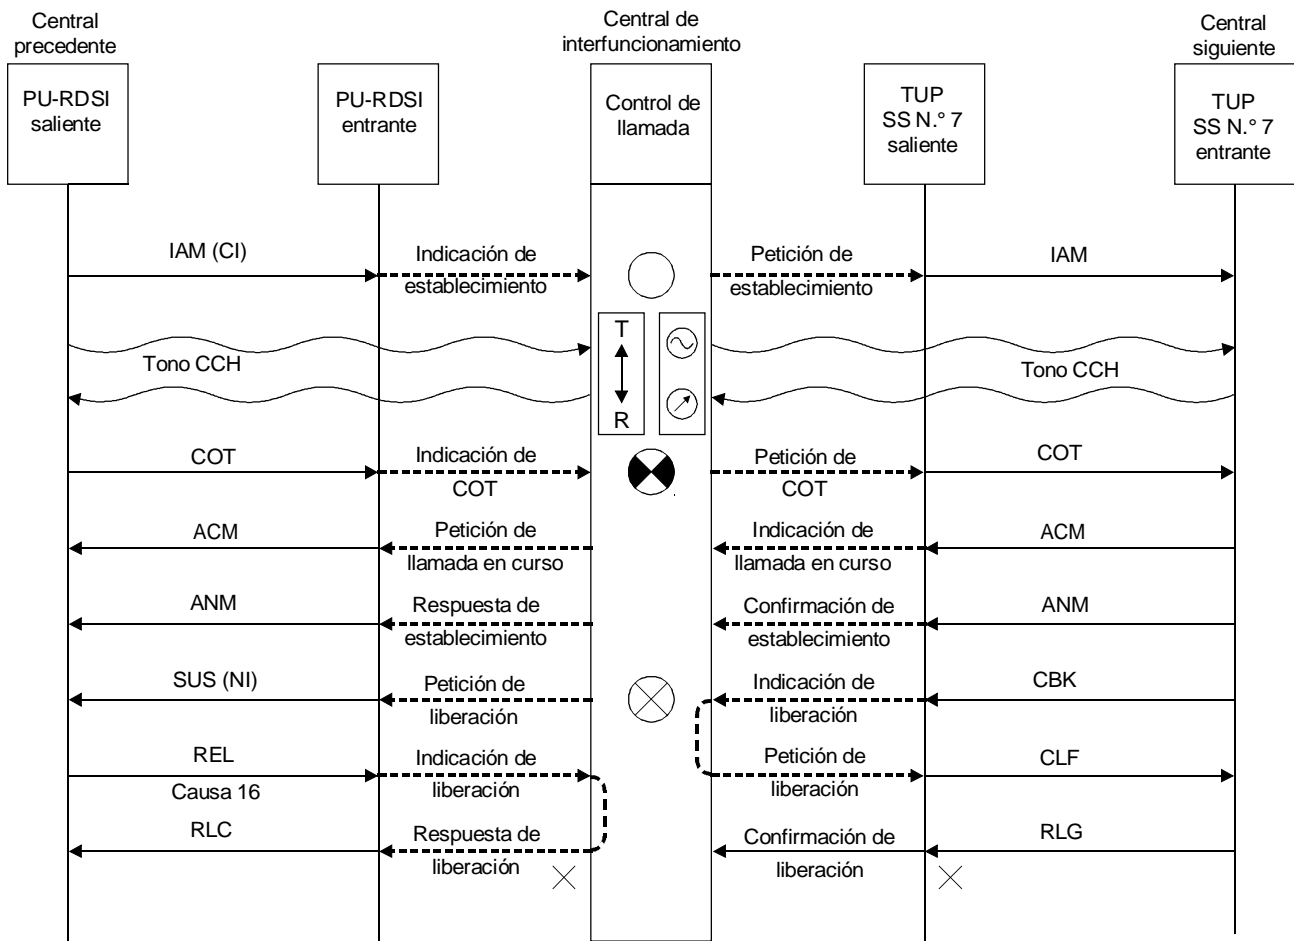 Central
precedente
Central de
interfuncionamiento
Central
siguiente
PU-RDSI
saliente
PU-RDSI
entrante
Control de
llamada
TUP
SS N.° 7
saliente
TUP
SS N.° 7
entrante
IAM (CI)
Indicación de
establecimiento
Petición de
establecimiento
IAM
Tono CCH
T
R
Tono CCH
COT
Indicación de
COT
Petición de
COT
COT
ACM
Petición de
llamada en curso
Indicación de
llamada en curso
ACM
ANM
Respuesta de
establecimiento
Confirmación de
establecimiento
ANM
SUS (NI)
Petición de
liberación
Indicación de
liberación
CBK
REL
Causa 16
Indicación de
liberación
Petición de
liberación
CLF
RLC
Respuesta de
liberación
Confirmación de
liberación
RLG